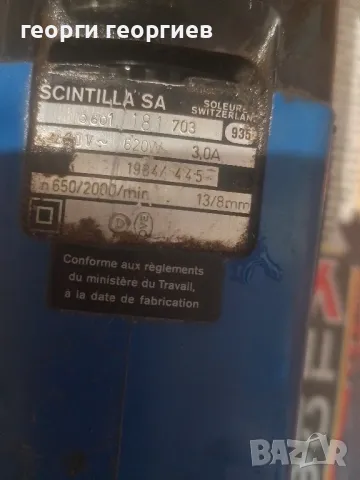 георги георгиев
SCINTILLA SA
SOLEURE
SWITZERLAND
0601 181 703
935
V~ 620W 3,0A
1984/ 445
n 650/2000/min 13/8mm
Conforme aux règlements
du ministère du Travail,
a la date de fabrication
bazar